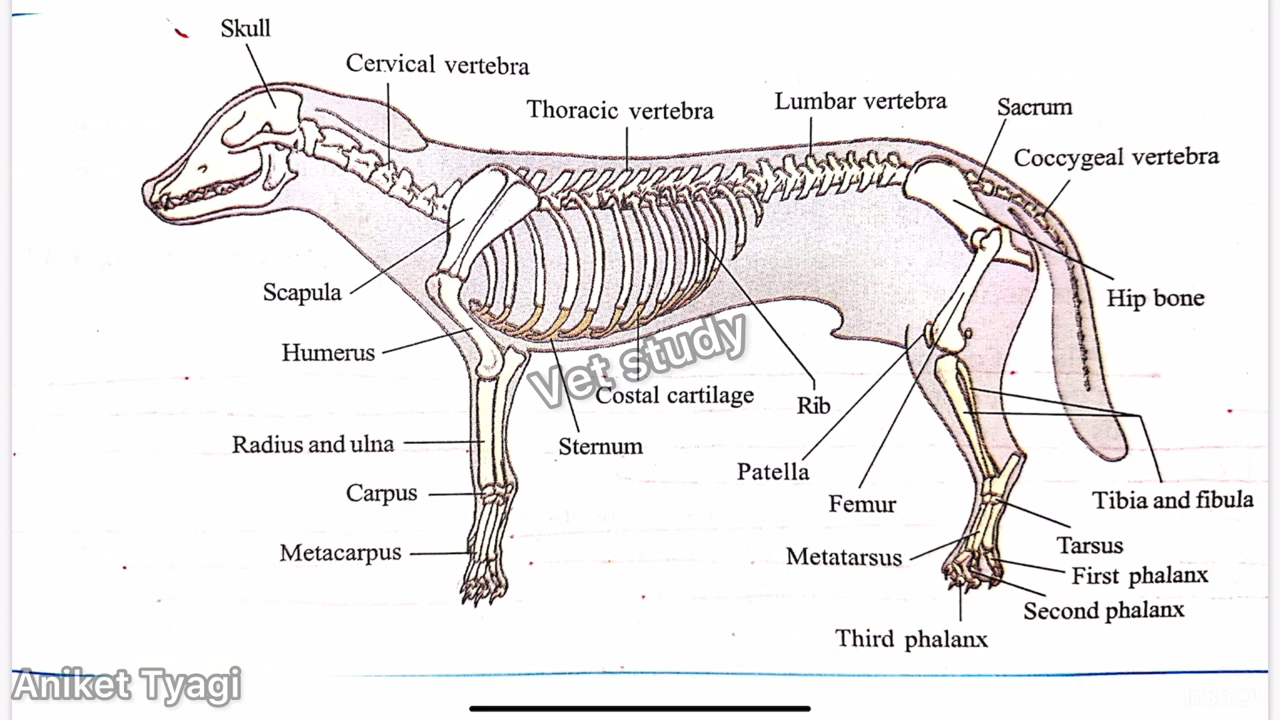 Skull
Cervical vertebra
Thoracic vertebra
Lumbar vertebra
Sacrum
Coccygeal vertebra
Scapula
Hip bone
Humerus
Vet study
Costal cartilage
Rib
Radius and ulna
Sternum
Patella
Carpus
Femur
Tibia and fibula
Metacarpus
Metatarsus
Tarsus
First phalanx
Second phalanx
Third phalanx
Aniket Tyagi